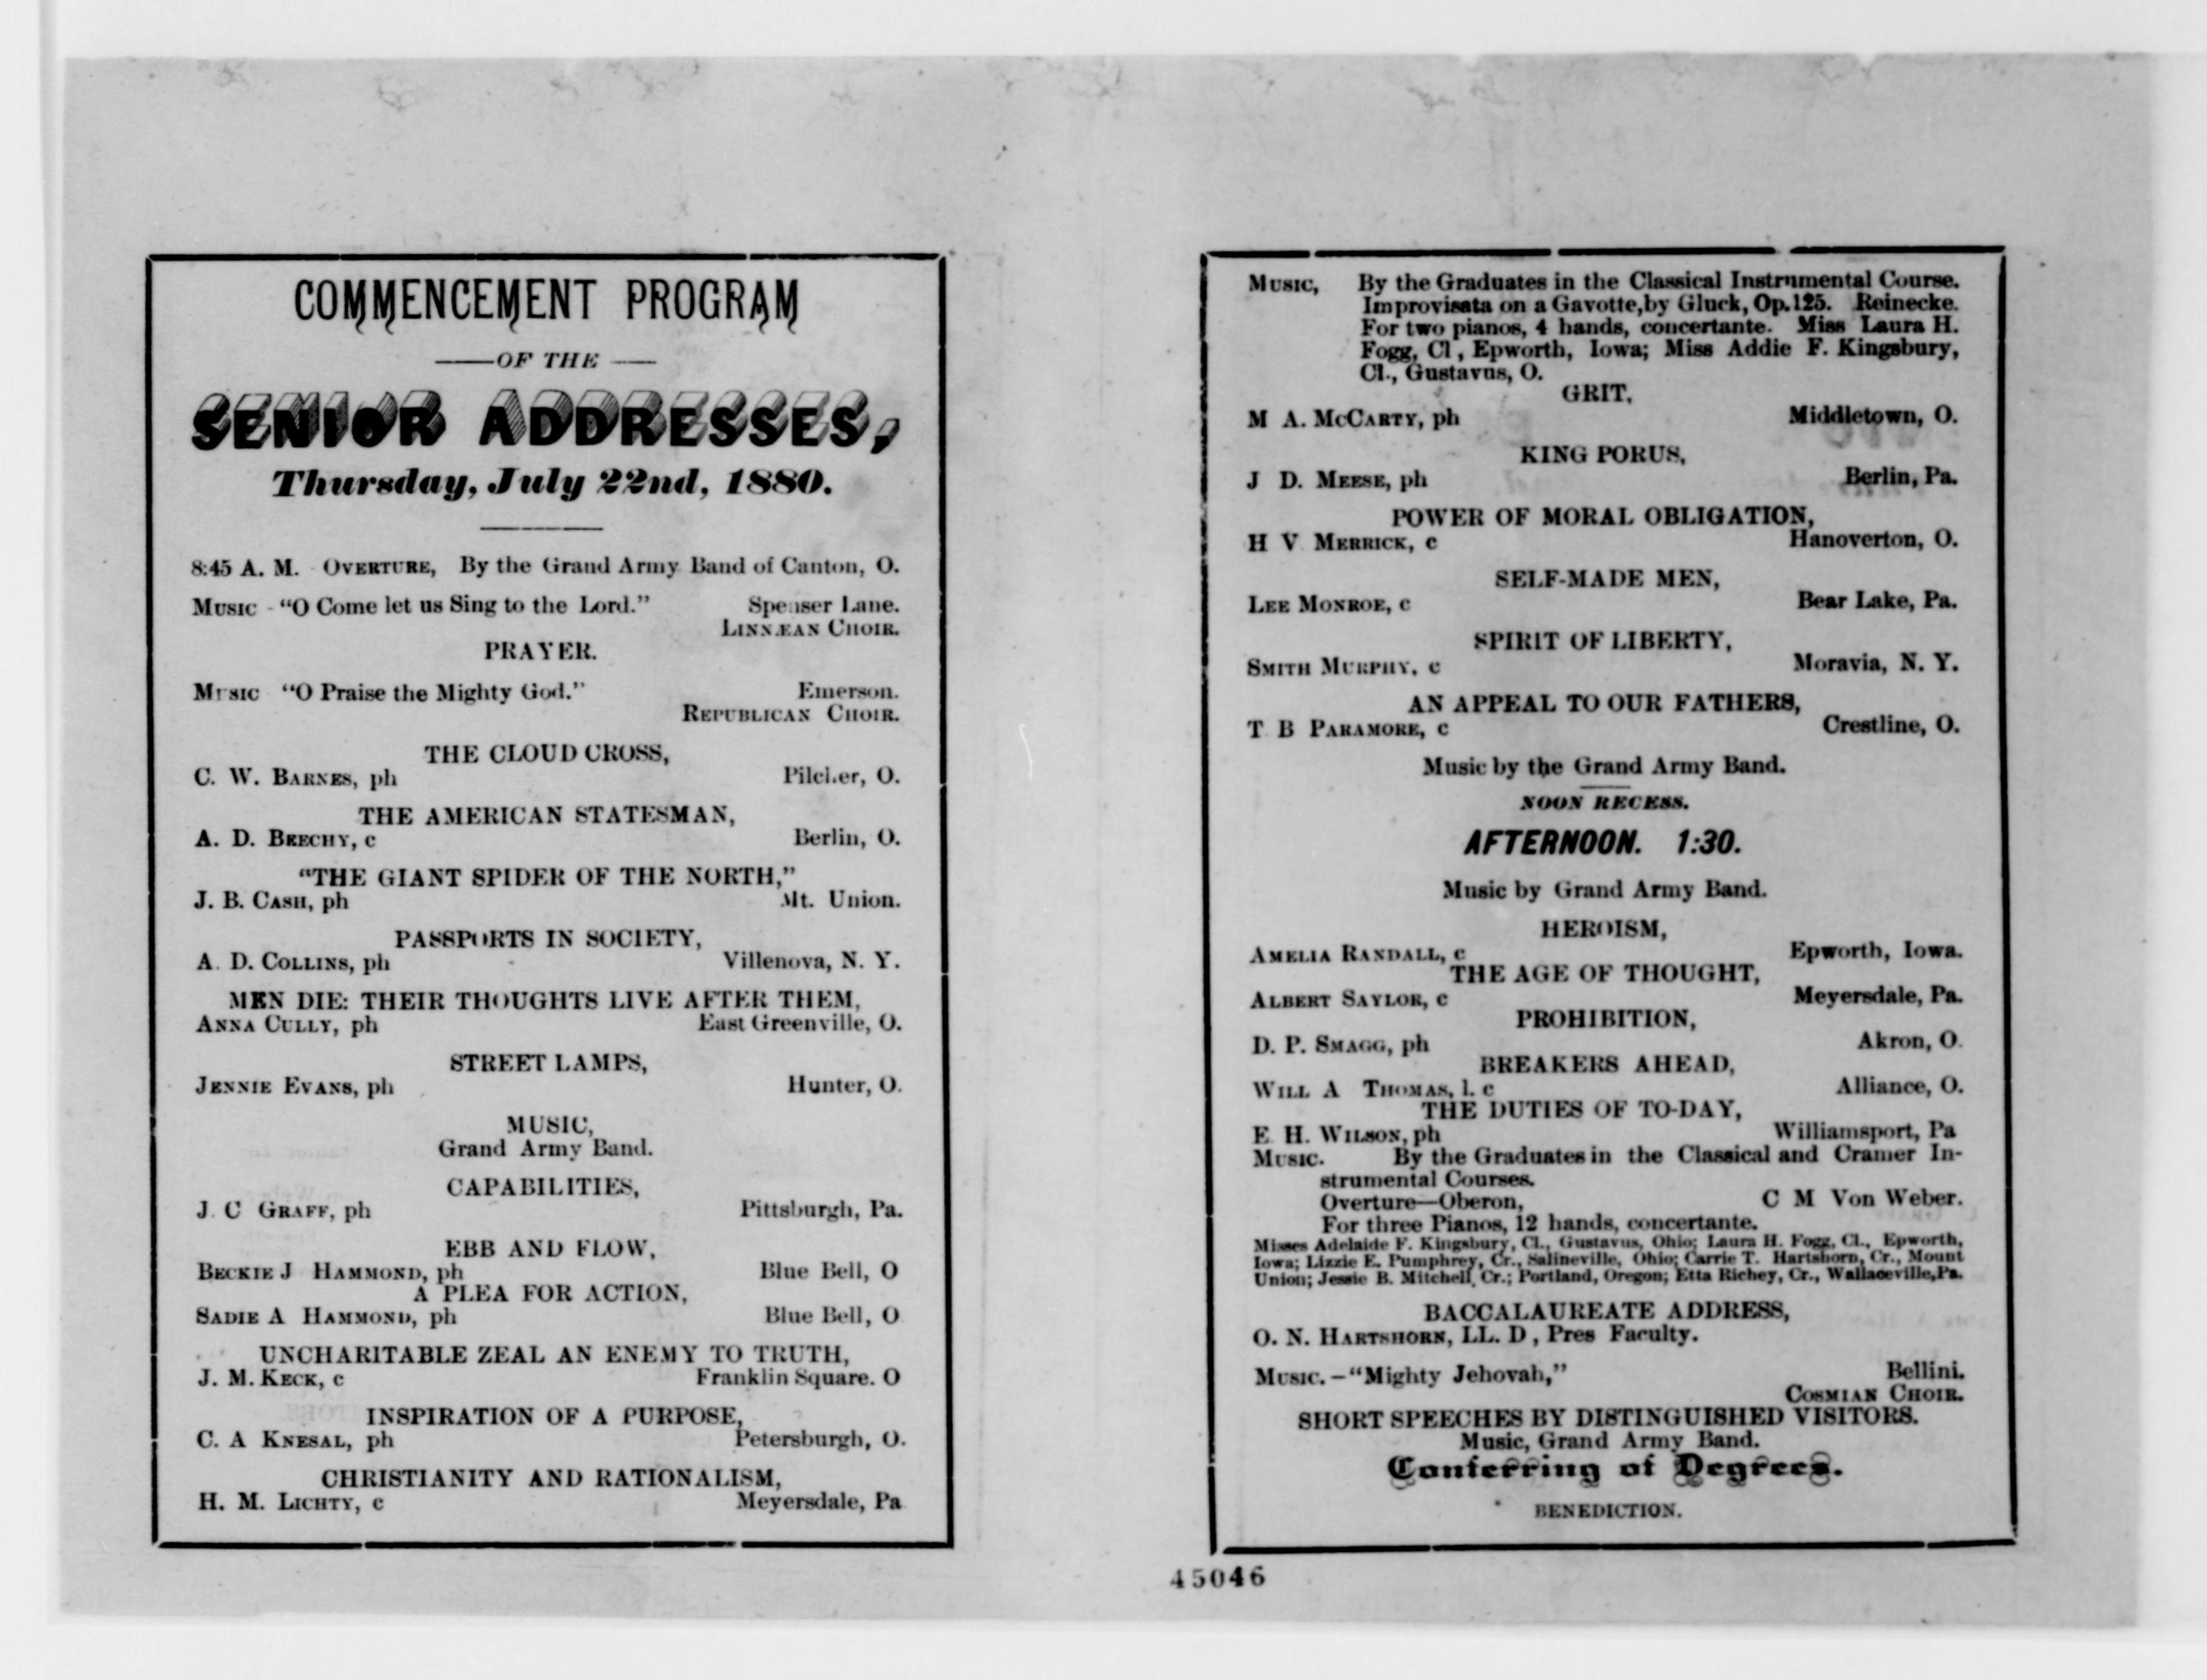 COMMENCEMENT PROGRAM
OF THE
SENIOR ADDRESSES,
Thursday, July 22nd, 1880.
8:45 A. M. - OVERTURE, By the Grand Army Band of Canton, O.
MUSIC - "O Come let us Sing to the Lord." Spenser Lane.
LINNÆAN CHOIR.
PRAYER.
MUSIC "O Praise the Mighty God." Emerson.
REPUBLICAN CHOIR.
THE CLOUD CROSS,
C. W. BARNES, ph Pilcher, O.
THE AMERICAN STATESMAN,
A. D. BEECHY, c Berlin, O.
"THE GIANT SPIDER OF THE NORTH,"
J. B. CASH, ph Mt. Union.
PASSPORTS IN SOCIETY,
A. D. COLLINS, ph Villenova, N. Y.
MEN DIE: THEIR THOUGHTS LIVE AFTER THEM,
ANNA CULLY, ph East Greenville, O.
STREET LAMPS,
JENNIE EVANS, ph Hunter, O.
MUSIC,
Grand Army Band.
CAPABILITIES,
J. C GRAFF, ph Pittsburgh, Pa.
EBB AND FLOW,
BECKIE J HAMMOND, ph Blue Bell, O
A PLEA FOR ACTION,
SADIE A HAMMOND, ph Blue Bell, O
UNCHARITABLE ZEAL AN ENEMY TO TRUTH,
J. M. KECK, c Franklin Square. O
INSPIRATION OF A PURPOSE,
C. A KNESAL, ph Petersburgh, O.
CHRISTIANITY AND RATIONALISM,
H. M. LICHTY, c Meyersdale, Pa
MUSIC, By the Graduates in the Classical Instrumental Course.
Improvisata on a Gavotte, by Gluck, Op. 125. Reinecke.
For two pianos, 4 hands, concertante. Miss Laura H.
Fogg, Cl, Epworth, Iowa; Miss Addie F. Kingsbury,
Cl., Gustavus, O.
GRIT,
M A. MCCARTY, ph Middletown, O.
KING PORUS,
J D. MEESE, ph Berlin, Pa.
POWER OF MORAL OBLIGATION,
H V MERRICK, c Hanoverton, O.
SELF-MADE MEN,
LEE MONROE, c Bear Lake, Pa.
SPIRIT OF LIBERTY,
SMITH MURPHY, c Moravia, N. Y.
AN APPEAL TO OUR FATHERS,
T B PARAMORE, c Crestline, O.
Music by the Grand Army Band.
NOON RECESS.
AFTERNOON. 1:30.
Music by Grand Army Band.
HEROISM,
AMELIA RANDALL, c Epworth, Iowa.
THE AGE OF THOUGHT,
ALBERT SAYLOR, c Meyersdale, Pa.
PROHIBITION,
D. P. SMAGG, ph Akron, O.
BREAKERS AHEAD,
WILL A THOMAS, l. c Alliance, O.
THE DUTIES OF TO-DAY,
E H. WILSON, ph Williamsport, Pa
MUSIC. By the Graduates in the Classical and Cramer In-
strumental Courses.
Overture—Oberon, C M Von Weber.
For three Pianos, 12 hands, concertante.
Misses Adelaide F. Kingsbury, Cl., Gustavus, Ohio; Laura H. Fogg, Cl., Epworth,
Iowa; Lizzie E. Pumphrey, Cr., Salineville, Ohio; Carrie T. Hartshorn, Cr., Mount
Union; Jessie B. Mitchell, Cr.; Portland, Oregon; Etta Richey, Cr., Wallaceville, Pa.
BACCALAUREATE ADDRESS,
O. N. HARTSHORN, LL. D, Pres Faculty.
MUSIC. - "Mighty Jehovah," Bellini.
COSMIAN CHOIR.
SHORT SPEECHES BY DISTINGUISHED VISITORS.
Music, Grand Army Band.
Conferring of Degrees.
BENEDICTION.
45046